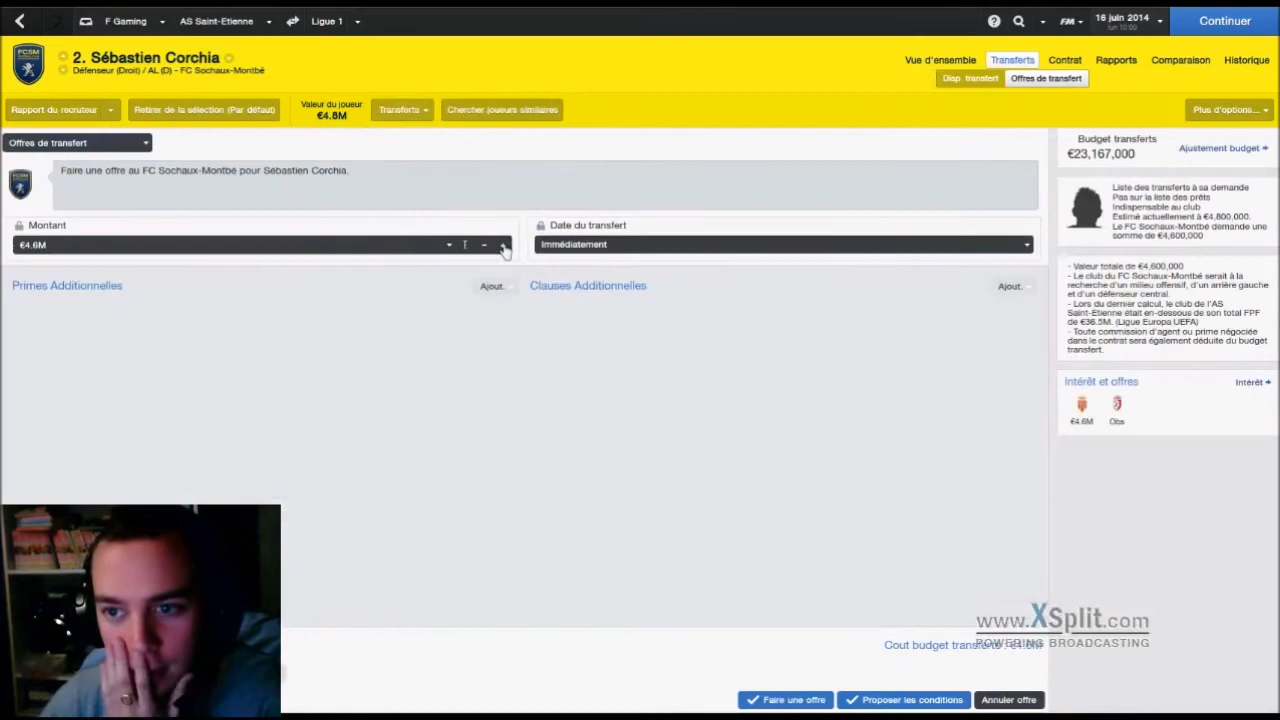 F Gaming
AS Saint-Etienne
Ligue 1
FM
16 juin 2014
lun 10:00
Continuer
FCSM
2. Sébastien Corchia
Défenseur (Droit) / AL (D) - FC Sochaux-Montbé
Vue d'ensemble
Transferts
Contrat
Rapports
Comparaison
Historique
Disp. transfert
Offres de transfert
Rapport du recruteur
Retirer de la sélection (Par défaut)
Valeur du joueur
€4.8M
Transferts
Chercher joueurs similaires
Plus d'options...
Offres de transfert
Faire une offre au FC Sochaux-Montbé pour Sébastien Corchia.
Montant
€4.6M
Date du transfert
Immédiatement
Primes Additionnelles
Ajout.
Clauses Additionnelles
Ajout.
Budget transferts
€23,167,000
Ajustement budget
Liste des transferts à sa demande
Pas sur la liste des prêts
Indispensable au club
Estimé actuellement à €4,800,000.
Le FC Sochaux-Montbé demande une
somme de €4,600,000
- Valeur totale de €4,600,000
- Le club du FC Sochaux-Montbé serait à la
recherche d'un milieu offensif, d'un arrière gauche
et d'un défenseur central.
- Lors du dernier calcul, le club de l'AS
Saint-Etienne était en-dessous de son total FPF
de €36.5M. (Ligue Europa UEFA)
- Toute commission d'agent ou prime négociée
dans le contrat sera également déduite du budget
transfert.
Intérêt et offres
Intérêt
€4.6M
Obs
www.XSplit.com
POWERING BROADCASTING
Cout budget transferts :
Faire une offre
Proposer les conditions
Annuler offre